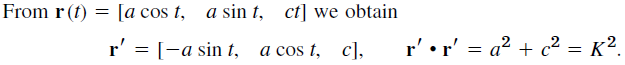 From r(t) = [a cos t, a sin t, ct] we obtain
r′ = [−a sin t, a cos t, c], r′ • r′ = a² + c² = K².